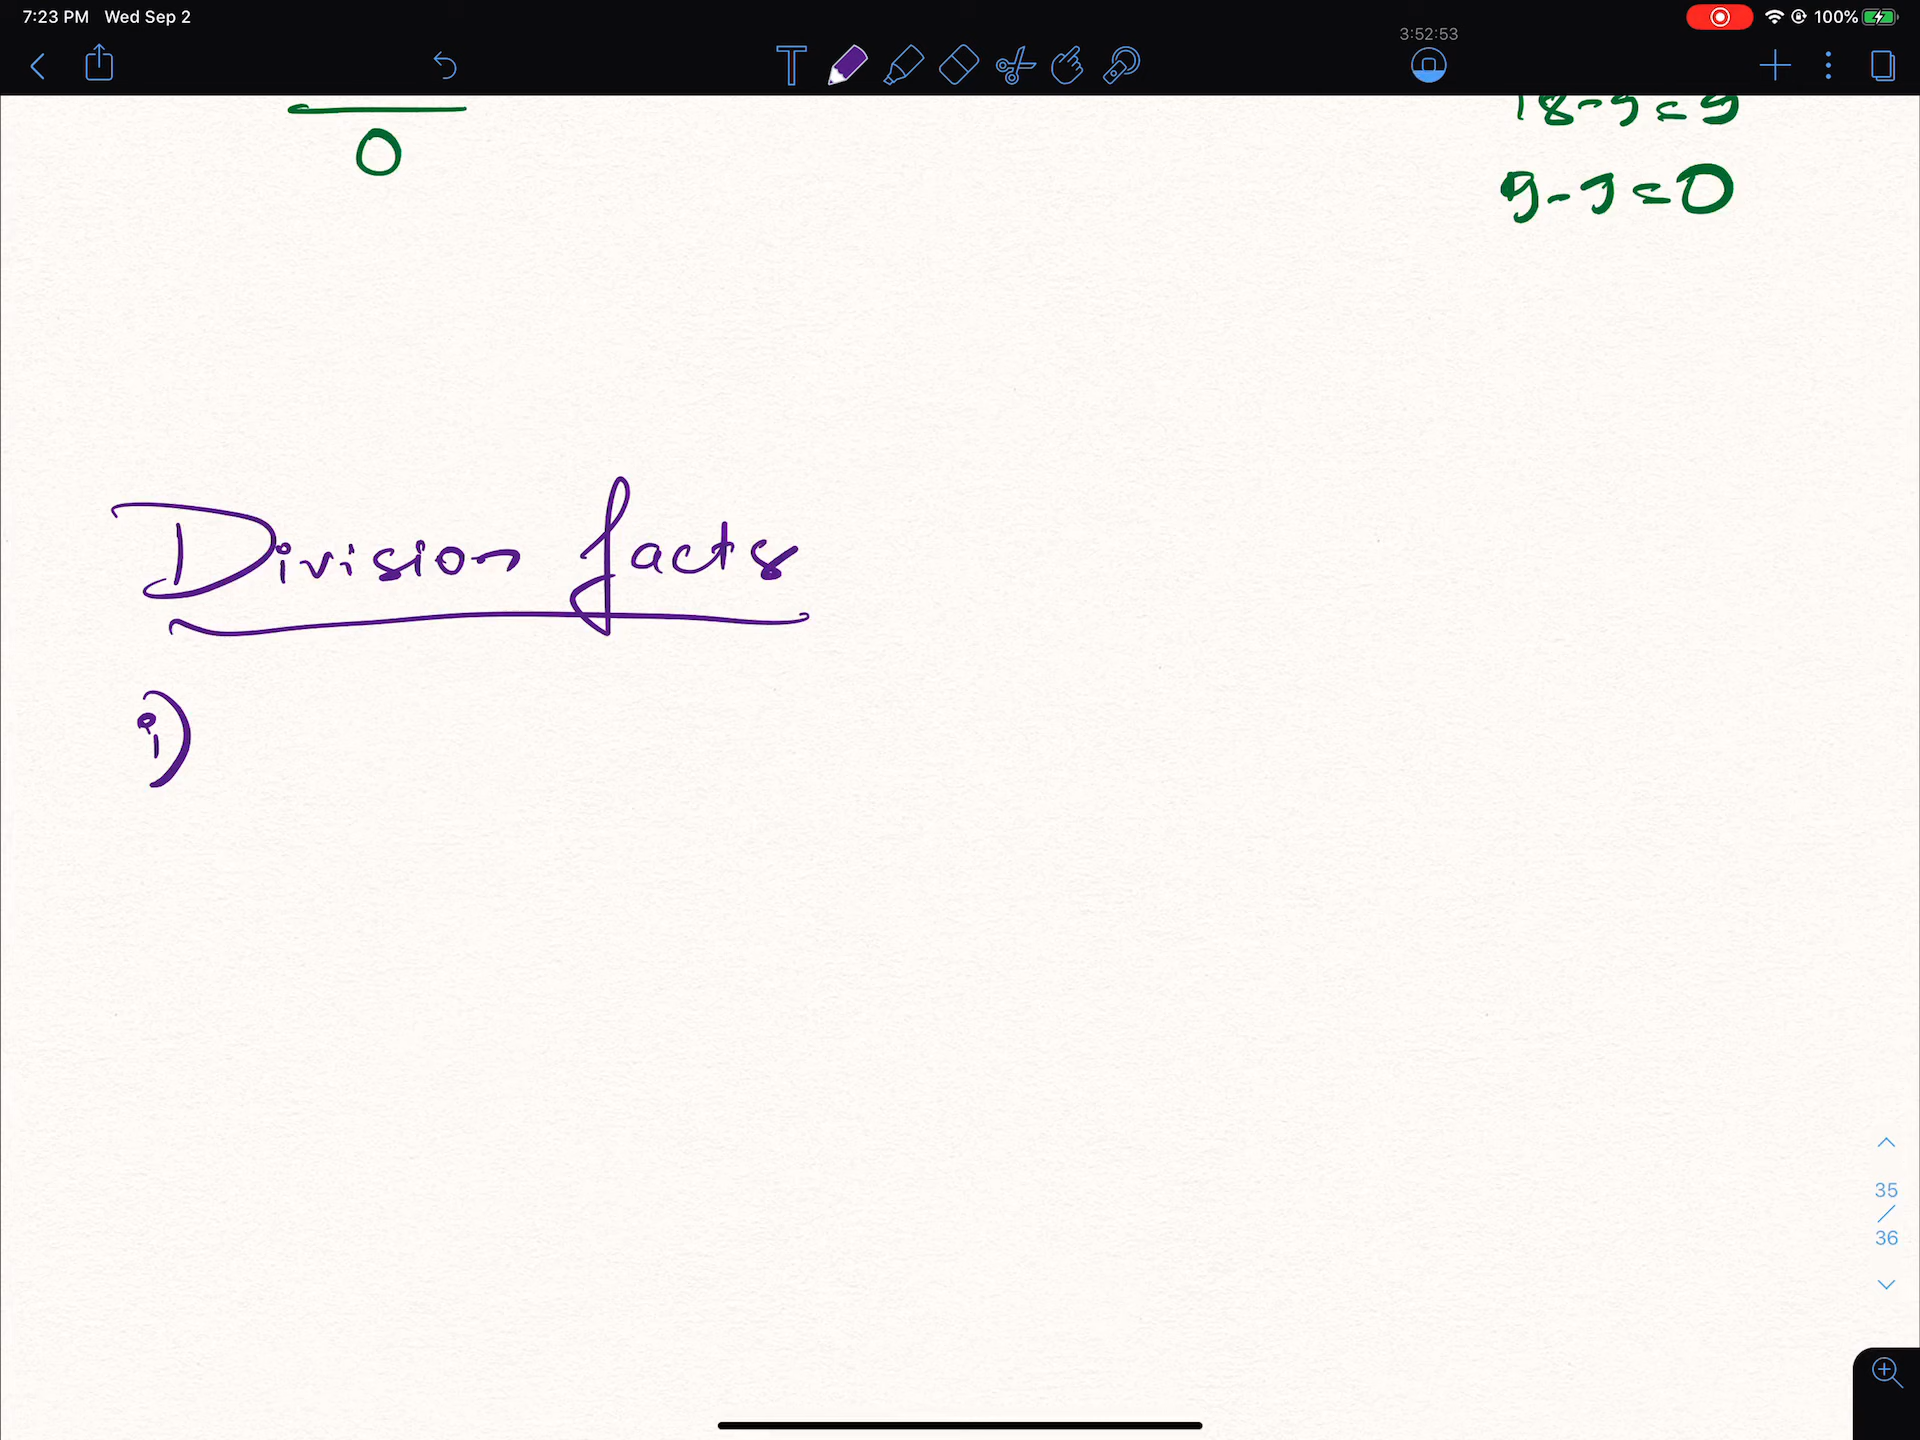 7:23 PM Wed Sep 2
100%
3:52:53
T
0
18-9=9
9-9=0
Division facts
i)
35
/
36